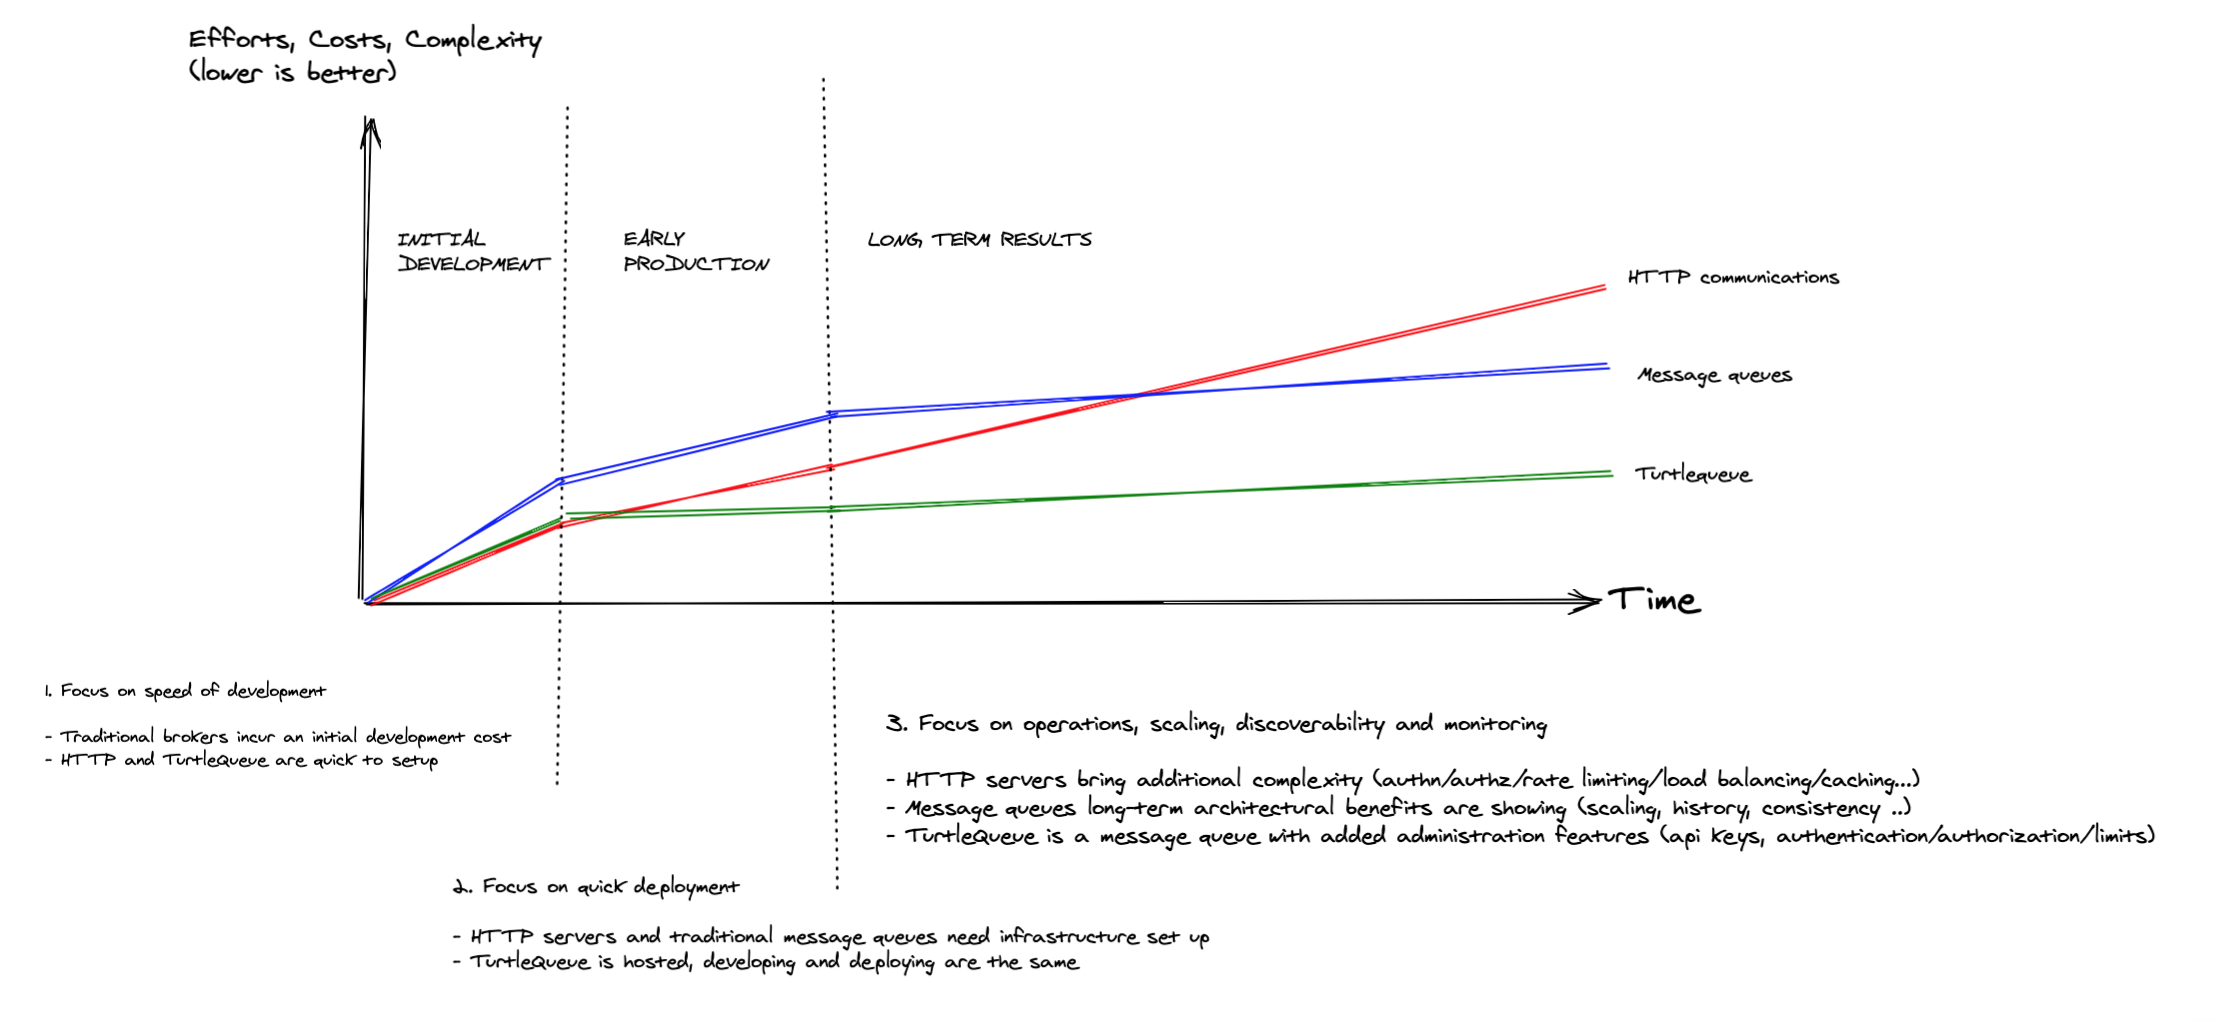 Efforts, Costs, Complexity
(lower is better)
INITIAL
DEVELOPMENT
EARLY
PRODUCTION
LONG TERM RESULTS
HTTP communications
Message queues
Turtlequeue
Time
1. Focus on speed of development
- Traditional brokers incur an initial development cost
- HTTP and TurtleQueue are quick to setup
3. Focus on operations, scaling, discoverability and monitoring
- HTTP servers bring additional complexity (authn/authz/rate limiting/load balancing/caching...)
- Message queues long-term architectural benefits are showing (scaling, history, consistency ..)
- TurtleQueue is a message queue with added administration features (api keys, authentication/authorization/limits)
2. Focus on quick deployment
- HTTP servers and traditional message queues need infrastructure set up
- TurtleQueue is hosted, developing and deploying are the same